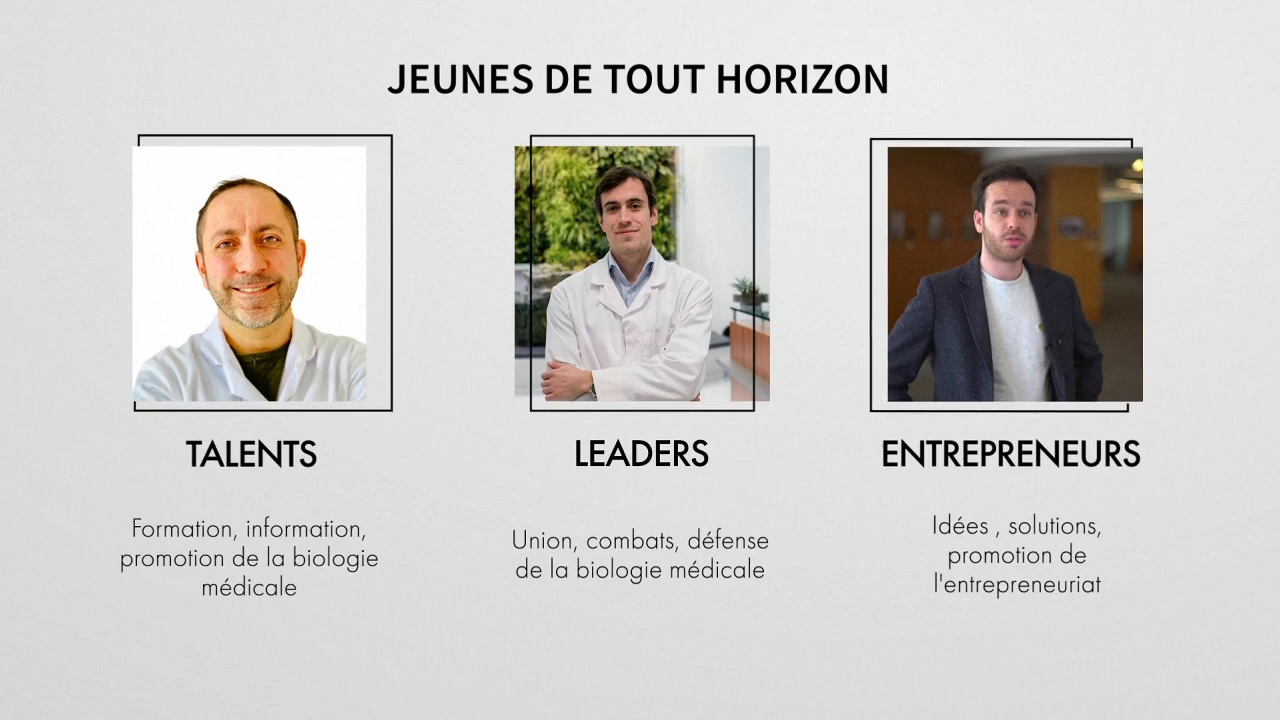 JEUNES DE TOUT HORIZON
TALENTS
Formation, information,
promotion de la biologie
médicale
LEADERS
Union, combats, défense
de la biologie médicale
ENTREPRENEURS
Idées , solutions,
promotion de
l'entrepreneuriat